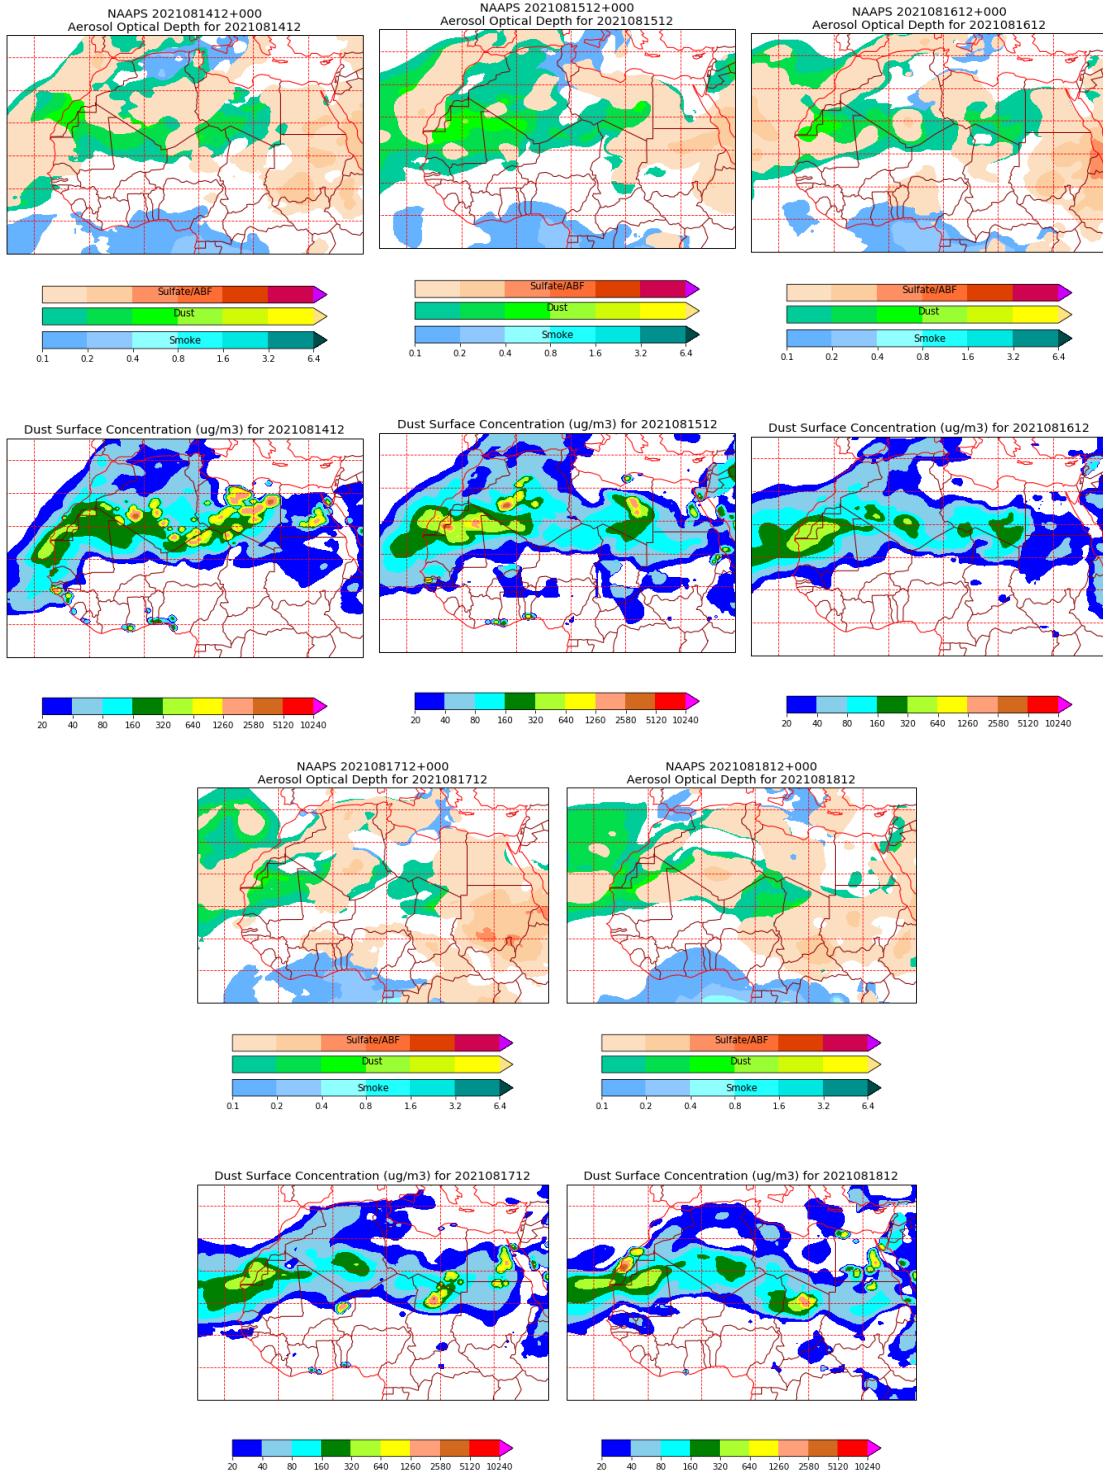 NAAPS 2021081412+000
Aerosol Optical Depth for 2021081412
NAAPS 2021081512+000
Aerosol Optical Depth for 2021081512
NAAPS 2021081612+000
Aerosol Optical Depth for 2021081612
Sulfate/ABF
Dust
Smoke
0.1 0.2 0.4 0.8 1.6 3.2 6.4
Sulfate/ABF
Dust
Smoke
0.1 0.2 0.4 0.8 1.6 3.2 6.4
Sulfate/ABF
Dust
Smoke
0.1 0.2 0.4 0.8 1.6 3.2 6.4
Dust Surface Concentration (ug/m3) for 2021081412
Dust Surface Concentration (ug/m3) for 2021081512
Dust Surface Concentration (ug/m3) for 2021081612
20 40 80 160 320 640 1260 2580 5120 10240
20 40 80 160 320 640 1260 2580 5120 10240
20 40 80 160 320 640 1260 2580 5120 10240
NAAPS 2021081712+000
Aerosol Optical Depth for 2021081712
NAAPS 2021081812+000
Aerosol Optical Depth for 2021081812
Sulfate/ABF
Dust
Smoke
0.1 0.2 0.4 0.8 1.6 3.2 6.4
Sulfate/ABF
Dust
Smoke
0.1 0.2 0.4 0.8 1.6 3.2 6.4
Dust Surface Concentration (ug/m3) for 2021081712
Dust Surface Concentration (ug/m3) for 2021081812
20 40 80 160 320 640 1260 2580 5120 10240
20 40 80 160 320 640 1260 2580 5120 10240